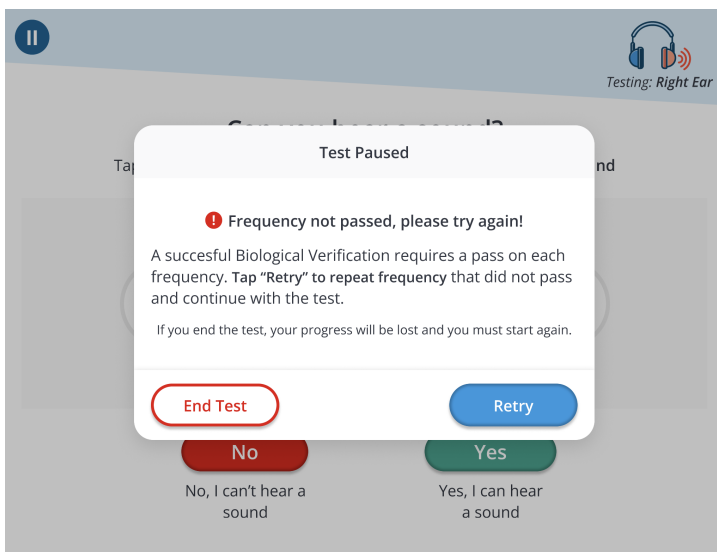 Testing: Right Ear
Test Paused
Frequency not passed, please try again!
A succesful Biological Verification requires a pass on each
frequency. Tap “Retry” to repeat frequency that did not pass
and continue with the test.
If you end the test, your progress will be lost and you must start again.
End Test
Retry
No
Yes
No, I can’t hear a
sound
Yes, I can hear
a sound